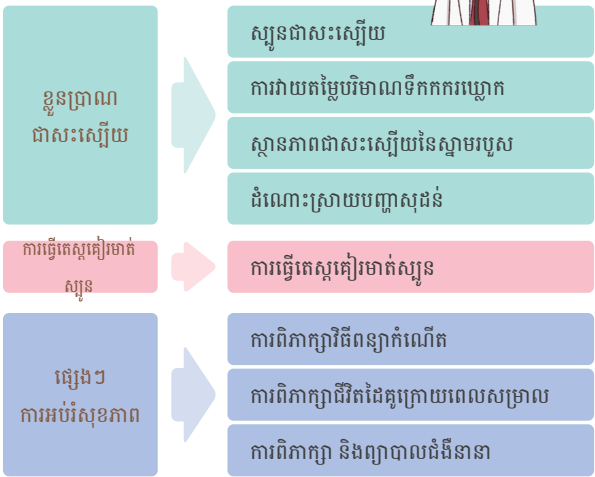 ខ្លួនប្រាណ
ជាសះស្បើយ
ស្បូនជាសះស្បើយ
ការវាយតម្លៃបរិមាណទឹកកករឃ្លោក
ស្ថានភាពជាសះស្បើយនៃស្នាមរបួស
ដំណោះស្រាយបញ្ហាសុដន់
ការធ្វើតេស្តគៀរមាត់
ស្បូន
ការធ្វើតេស្តគៀរមាត់ស្បូន
ផ្សេងៗ
ការអប់រំសុខភាព
ការពិភាក្សាវិធីពន្យាកំណើត
ការពិភាក្សាជីវិតដៃគូក្រោយពេលសម្រាល
ការពិភាក្សា និងព្យាបាលជំងឺនានា